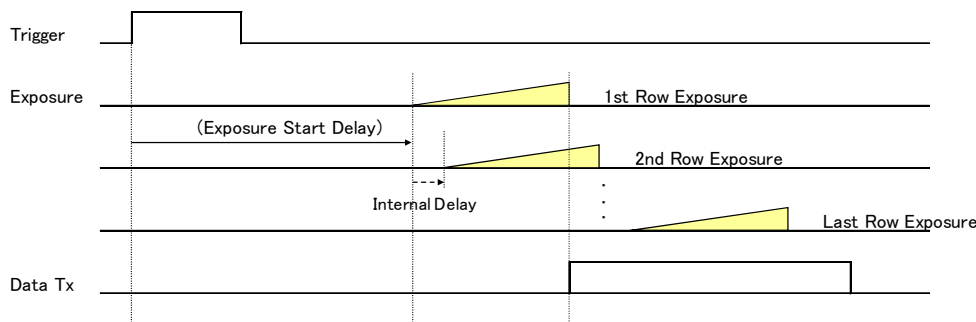 Trigger
Exposure
1st Row Exposure
(Exposure Start Delay)
2nd Row Exposure
Internal Delay
Last Row Exposure
Data Tx